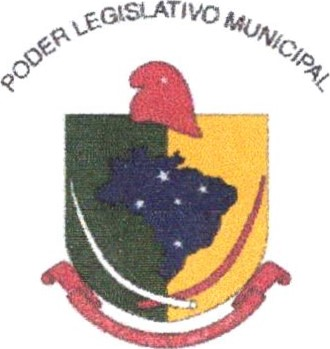 PODER LEGISLATIVO MUNICIPAL